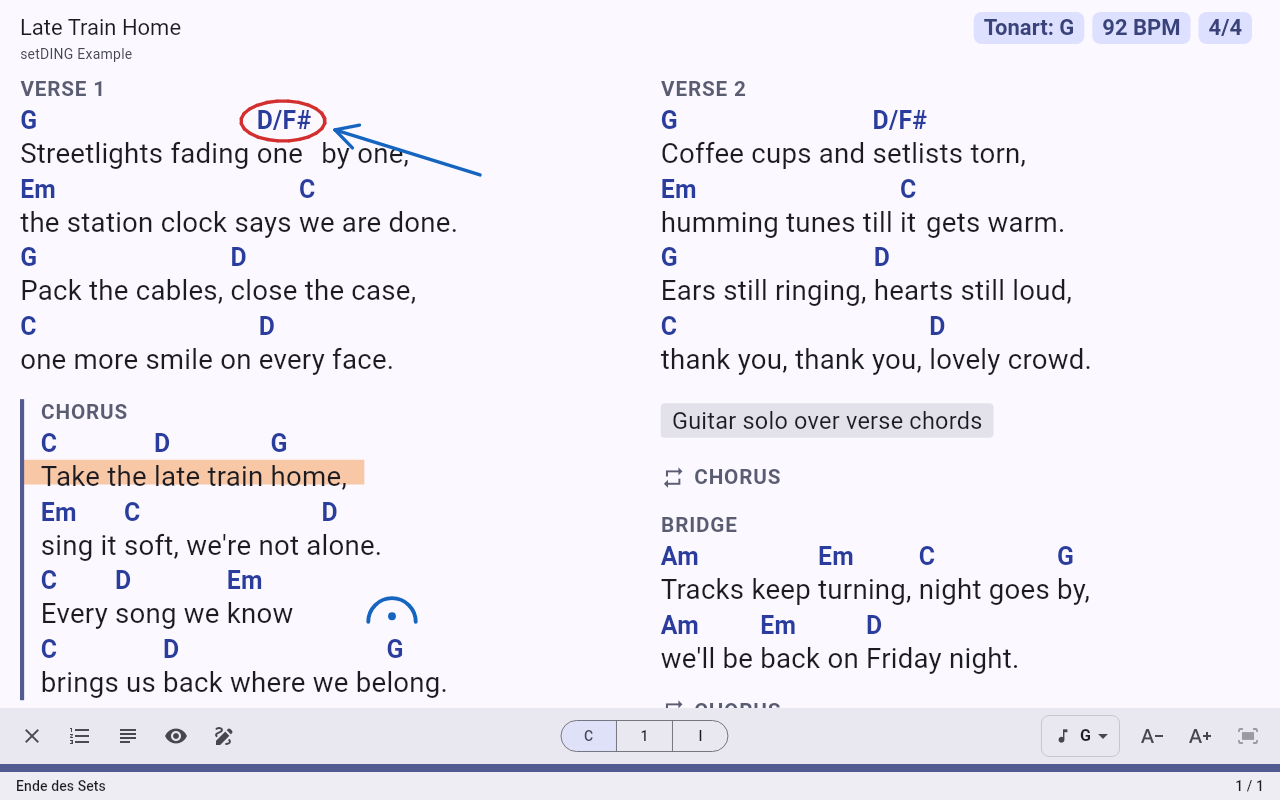 Late Train Home
setDING Example
Tonart: G 92 BPM 4/4
VERSE 1
G D/F#
Streetlights fading one by one,
Em C
the station clock says we are done.
G D
Pack the cables, close the case,
C D
one more smile on every face.
CHORUS
C D G
Take the late train home,
Em C D
sing it soft, we're not alone.
C D Em
Every song we know
C D G
brings us back where we belong.
VERSE 2
G D/F#
Coffee cups and setlists torn,
Em C
humming tunes till it gets warm.
G D
Ears still ringing, hearts still loud,
C D
thank you, thank you, lovely crowd.
Guitar solo over verse chords
CHORUS
BRIDGE
Am Em C G
Tracks keep turning, night goes by,
Am Em D
we'll be back on Friday night.
CHORUS
C 1 I
G A− A+
Ende des Sets 1 / 1